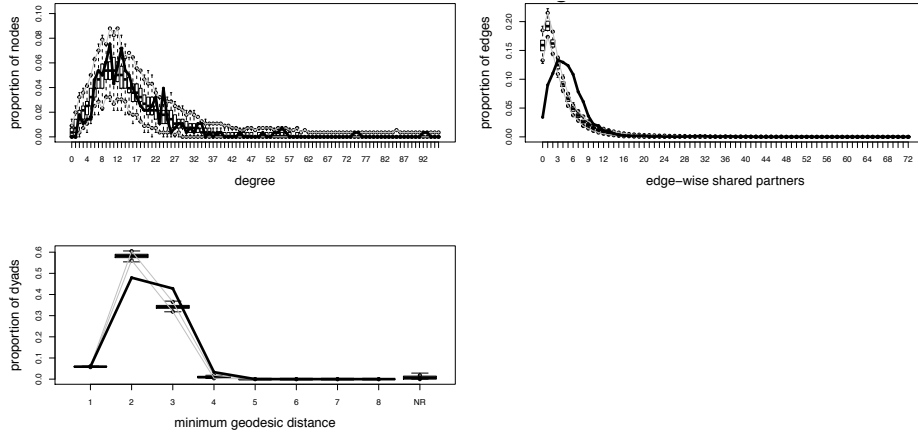 proportion of nodes
0.00 0.02 0.04 0.06 0.08 0.10
0 4 8 12 17 22 27 32 37 42 47 52 57 62 67 72 77 82 87 92
degree
proportion of edges
0.00 0.05 0.10 0.15 0.20
0 3 6 9 12 16 20 24 28 32 36 40 44 48 52 56 60 64 68 72
edge-wise shared partners
proportion of dyads
0.0 0.1 0.2 0.3 0.4 0.5 0.6
1 2 3 4 5 6 7 8 NR
minimum geodesic distance